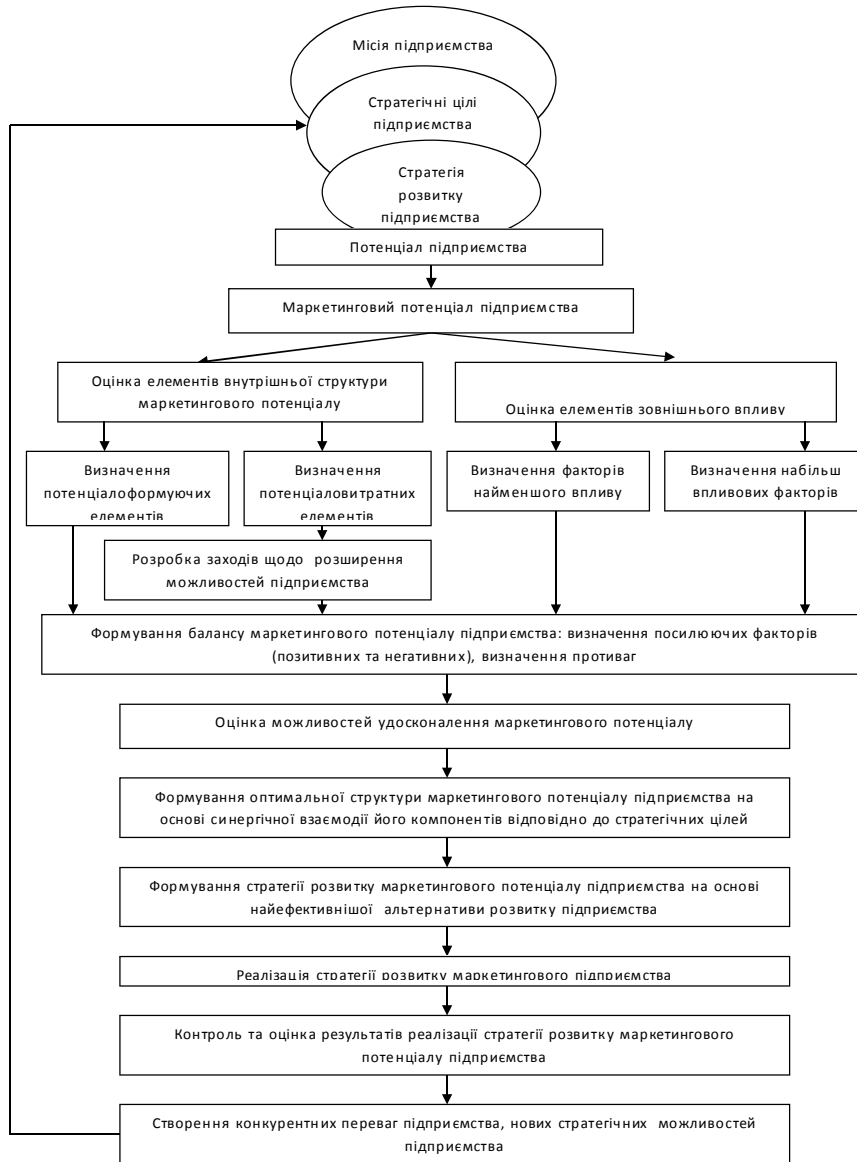 Місія підприємства
Стратегічні цілі
підприємства
Стратегія
розвитку
підприємства
Потенціал підприємства
Маркетинговий потенціал підприємства
Оцінка елементів внутрішньої структури
маркетингового потенціалу
Оцінка елементів зовнішнього впливу
Визначення
потенціалоформуючих
елементів
Визначення
потенціаловитратних
елементів
Визначення факторів
найменшого впливу
Визначення набільш
впливових факторів
Розробка заходів щодо розширення
можливостей підприємства
Формування балансу маркетингового потенціалу підприємства: визначення посилюючих факторів
(позитивних та негативних), визначення противаг
Оцінка можливостей удосконалення маркетингового потенціалу
Формування оптимальної структури маркетингового потенціалу підприємства на
основі синергічної взаємодії його компонентів відповідно до стратегічних цілей
Формування стратегії розвитку маркетингового потенціалу підприємства на основі
найефективнішої альтернативи розвитку підприємства
Реалізація стратегії розвитку маркетингового підприємства
Контроль та оцінка результатів реалізації стратегії розвитку маркетингового
потенціалу підприємства
Створення конкурентних переваг підприємства, нових стратегічних можливостей
підприємства